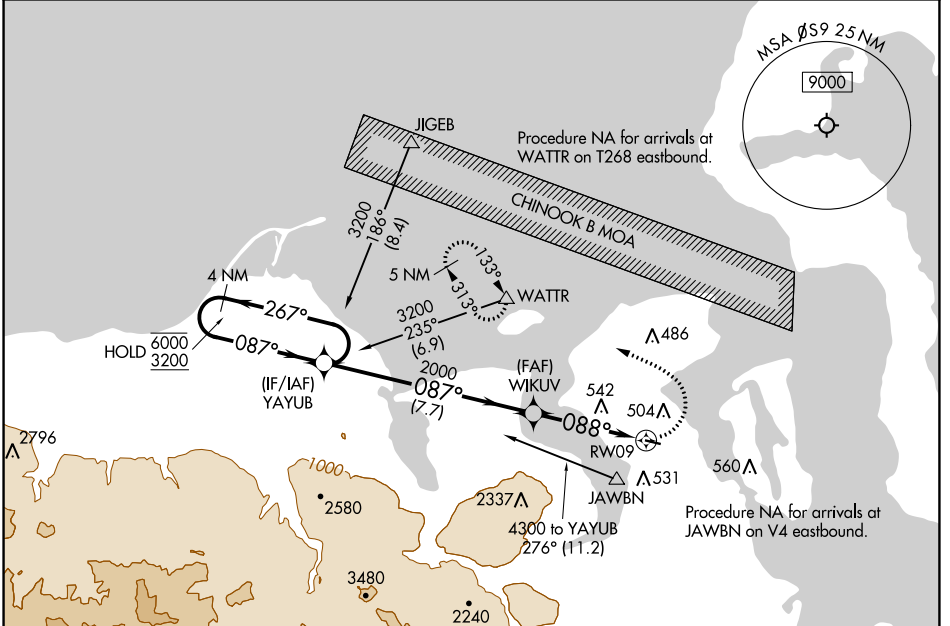 MSA ØS9 25 NM
9000
JIGEB
Procedure NA for arrivals at
WATTR on T268 eastbound.
CHINOOK B MOA
3200
186°
(8.4)
4 NM
5 NM
133°
313°
WATTR
267°
3200
235°
(6.9)
HOLD 6000
3200
087°
486
(IF/IAF)
YAYUB
2000
087°
(7.7)
(FAF)
WIKUV
542
504
088°
RW09
2796
1000
2580
2337
JAWBN
531
560
4300 to YAYUB
276° (11.2)
Procedure NA for arrivals at
JAWBN on V4 eastbound.
3480
2240